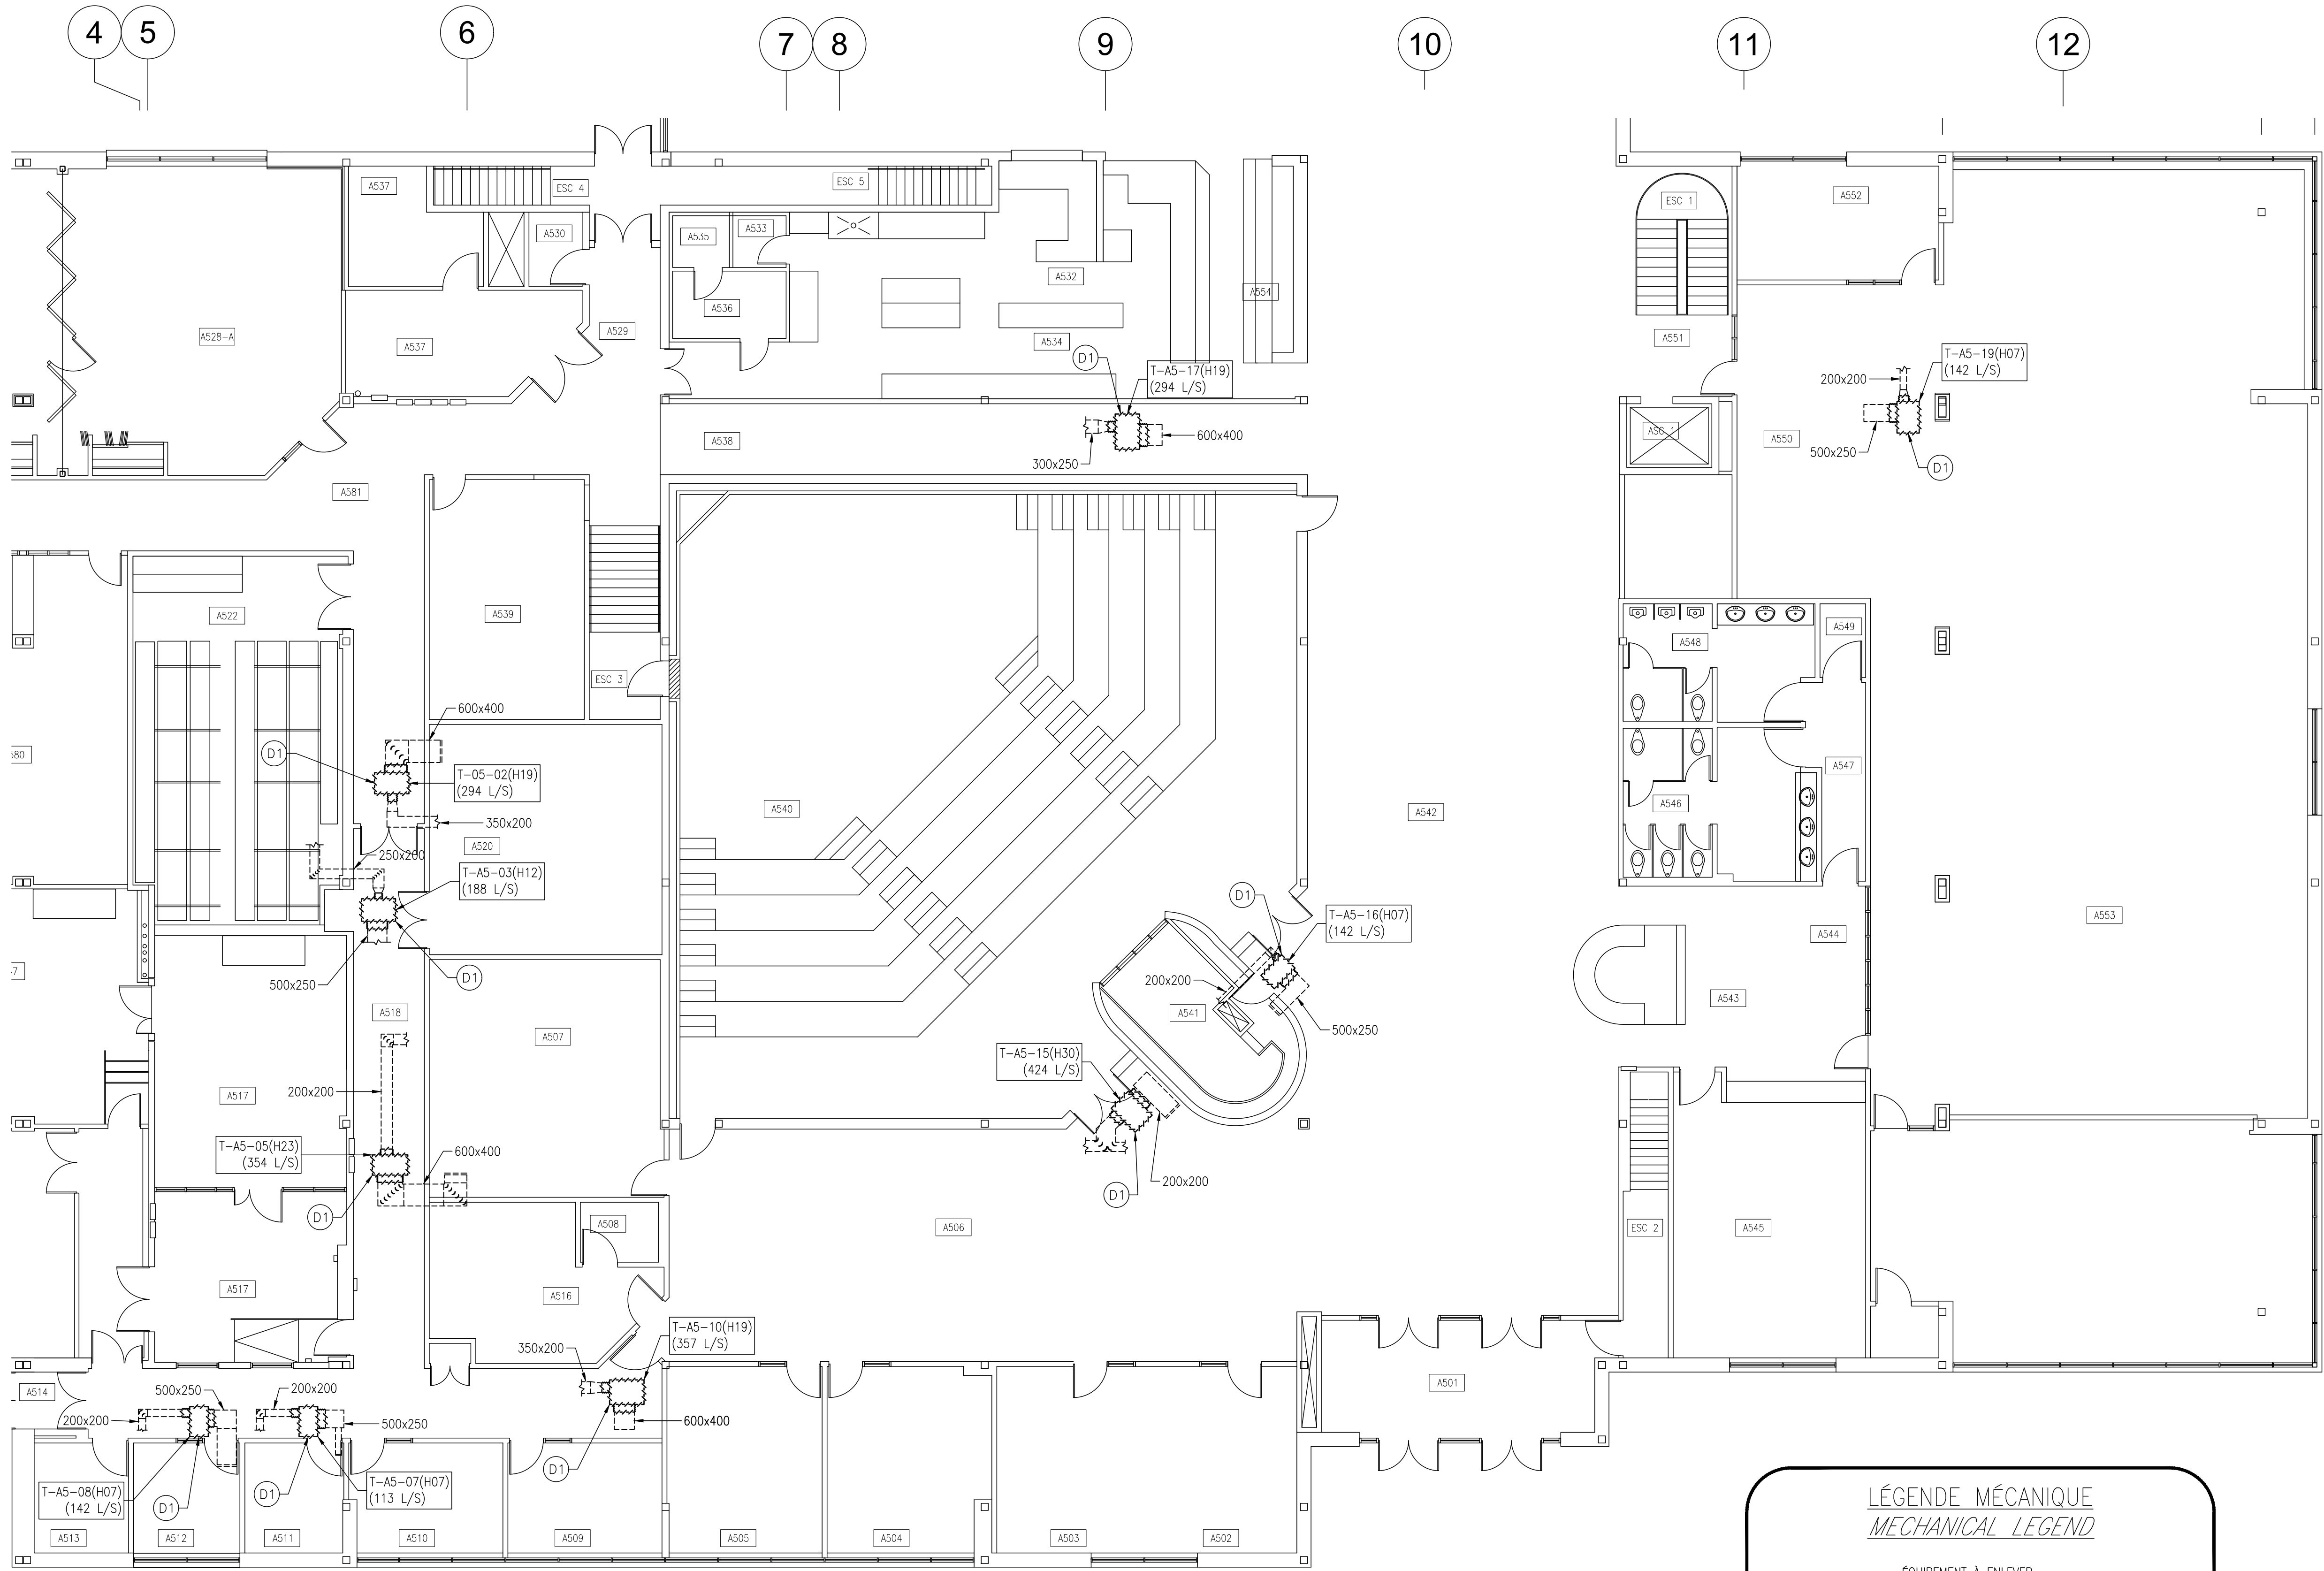 4
5
6
7
8
9
10
11
12
A537
ESC 4
ESC 5
A530
A535
A533
A532
A554
A536
A528-A
A537
A529
A534
D1
T-A5-17(H19)
(294 L/S)
A538
600x400
300x250
ESC 1
A552
A551
T-A5-19(H07)
(142 L/S)
200x200
ASC 1
A550
500x250
D1
A581
A522
A539
ESC 3
A548
A549
600x400
D1
T-05-02(H19)
(294 L/S)
350x200
A520
250x200
T-A5-03(H12)
(188 L/S)
500x250
D1
A540
A542
A547
A546
D1
T-A5-16(H07)
(142 L/S)
A544
A553
200x200
A541
500x250
A543
A518
A507
T-A5-15(H30)
(424 L/S)
A517
200x200
T-A5-05(H23)
(354 L/S)
600x400
D1
200x200
D1
A508
A506
ESC 2
A545
A517
A516
T-A5-10(H19)
(357 L/S)
350x200
600x400
D1
A501
A514
500x250
200x200
200x200
500x250
T-A5-08(H07)
(142 L/S)
D1
D1
T-A5-07(H07)
(113 L/S)
A513
A512
A511
A510
A509
A505
A504
A503
A502
LÉGENDE MÉCANIQUE
MECHANICAL LEGEND
ÉQUIPEMENT À ENLEVER